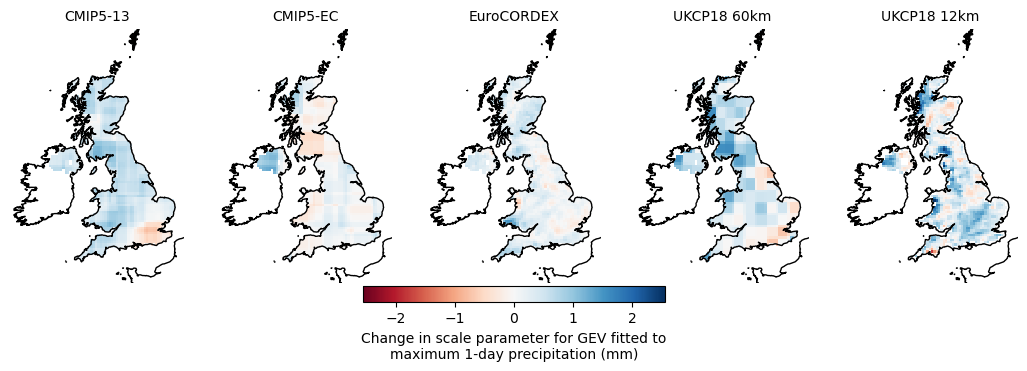 CMIP5-13 CMIP5-EC EuroCORDEX UKCP18 60km UKCP18 12km
−2 −1 0 1 2
Change in scale parameter for GEV fitted to
maximum 1-day precipitation (mm)